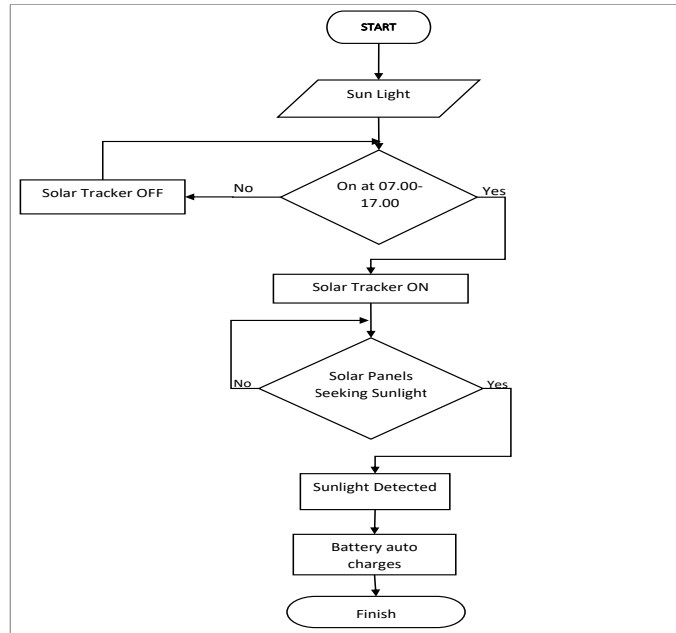 START
Sun Light
On at 07.00-
17.00
No
Yes
Solar Tracker OFF
Solar Tracker ON
Solar Panels
Seeking Sunlight
No
Yes
Sunlight Detected
Battery auto
charges
Finish